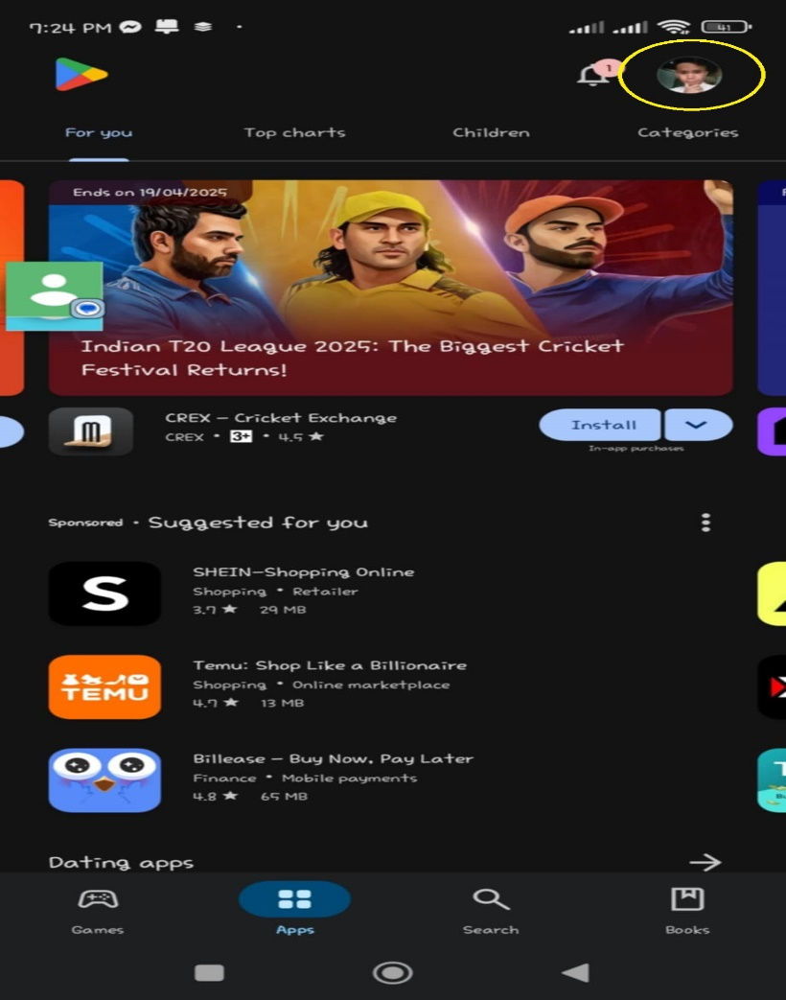 7:24 PM
41
1
For you
Top charts
Children
Categories
Ends on 19/04/2025
Indian T20 League 2025: The Biggest Cricket
Festival Returns!
CREX – Cricket Exchange
CREX • 3+ • 4.5 ★
Install
In-app purchases
Sponsored • Suggested for you
S
SHEIN-Shopping Online
Shopping • Retailer
3.7 ★ 29 MB
TEMU
Temu: Shop Like a Billionaire
Shopping • Online marketplace
4.7 ★ 13 MB
Billease – Buy Now, Pay Later
Finance • Mobile payments
4.8 ★ 65 MB
Dating apps
Games
Apps
Search
Books